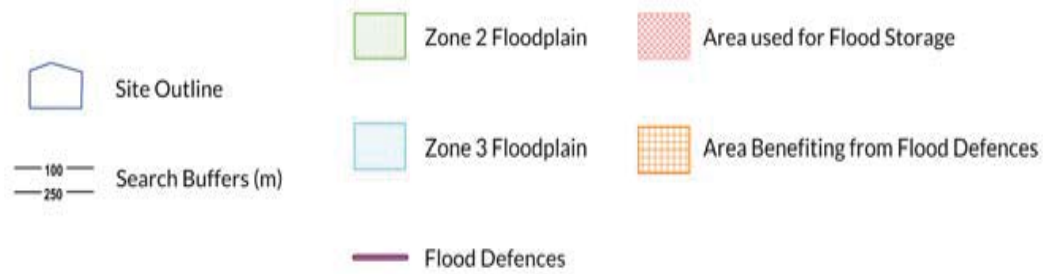 Site Outline
100
250
Search Buffers (m)
Zone 2 Floodplain
Zone 3 Floodplain
Flood Defences
Area used for Flood Storage
Area Benefiting from Flood Defences